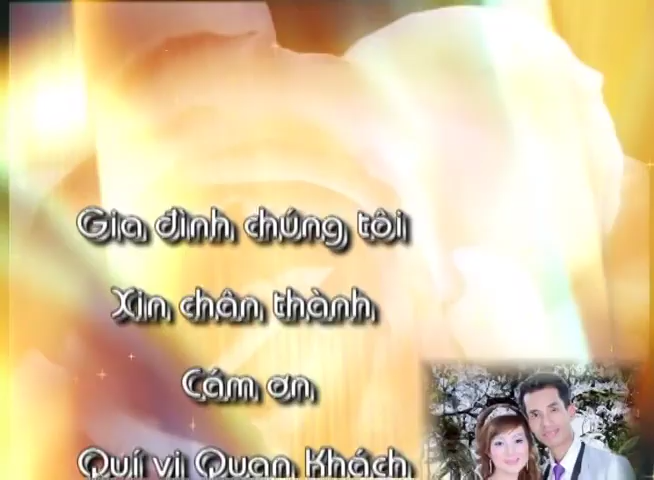 Gia đình chúng tôi
Xin chân thành
Cám ơn
Quí vị Quan Khách